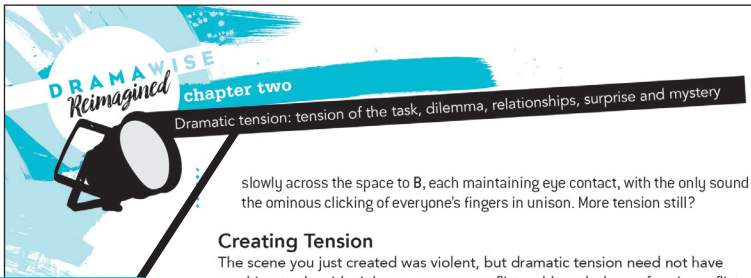 DRAMAWISE
Reimagined
chapter two
Dramatic tension: tension of the task, dilemma, relationships, surprise and mystery
slowly across the space to B, each maintaining eye contact, with the only sound
the ominous clicking of everyone's fingers in unison. More tension still?
Creating Tension
The scene you just created was violent, but dramatic tension need not have